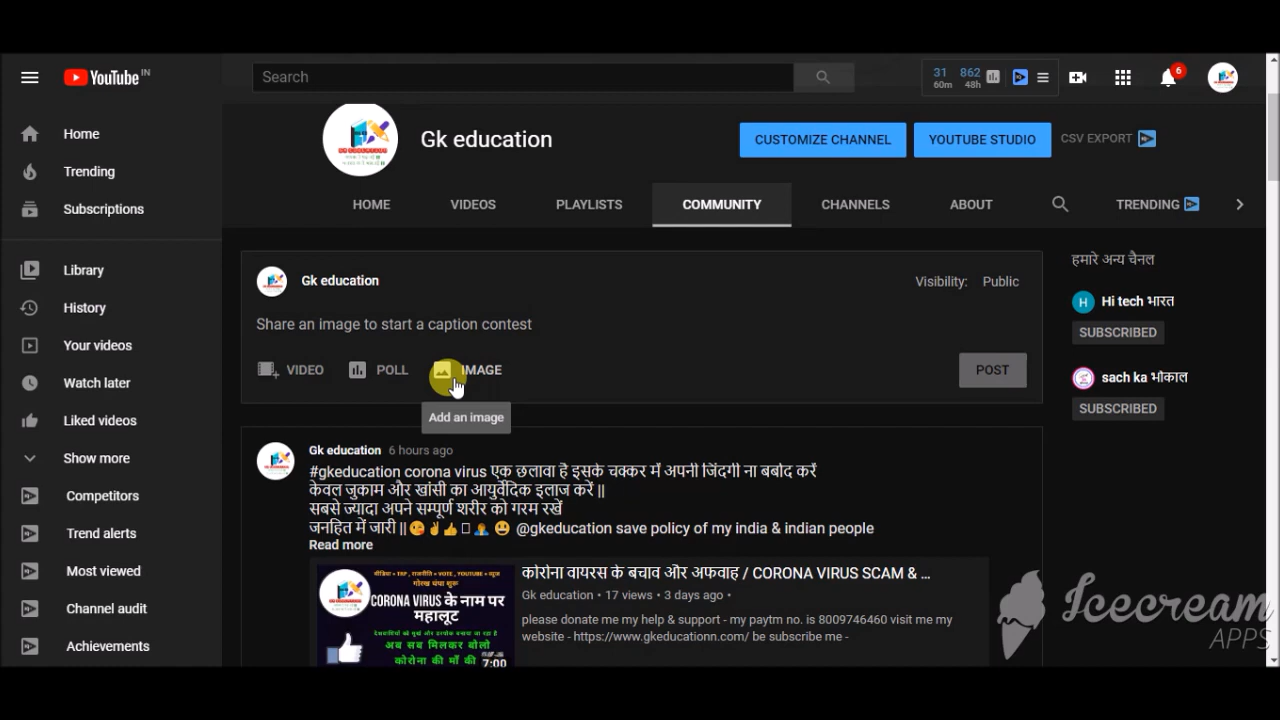 YouTube IN
Search
31 60m
862 48h
6
Home
Trending
Subscriptions
Library
History
Your videos
Watch later
Liked videos
Show more
Competitors
Trend alerts
Most viewed
Channel audit
Achievements
Gk education
CUSTOMIZE CHANNEL
YOUTUBE STUDIO
CSV EXPORT
HOME
VIDEOS
PLAYLISTS
COMMUNITY
CHANNELS
ABOUT
TRENDING
Gk education
Visibility: Public
Share an image to start a caption contest
VIDEO
POLL
IMAGE
POST
Add an image
हमारे अन्य चैनल
H Hi tech भारत
SUBSCRIBED
sach ka भोकाल
SUBSCRIBED
Gk education 6 hours ago
#gkeducation corona virus एक छलावा है इसके चक्कर में अपनी जिंदगी ना बर्बाद करें
केवल जुकाम और खांसी का आयुर्वेदिक इलाज करें ||
सबसे ज्यादा अपने सम्पूर्ण शरीर को गरम रखें
जनहित में जारी || @gkeducation save policy of my india & indian people
Read more
मीडिया + TRP , राजनीति + VOTE , YOUTUBE + न्यूज
गोरख धंधा शुरू
CORONA VIRUS के नाम पर
महालूट
अब सब मिलकर बोलो
कोरोना की माँ की
7:00
कोरोना वायरस के बचाव और अफवाह / CORONA VIRUS SCAM & ...
Gk education • 17 views • 3 days ago •
please donate me my help & support - my paytm no. is 8009746460 visit me my
website - https://www.gkeducationn.com/ be subscribe me -
Icecream
APPS